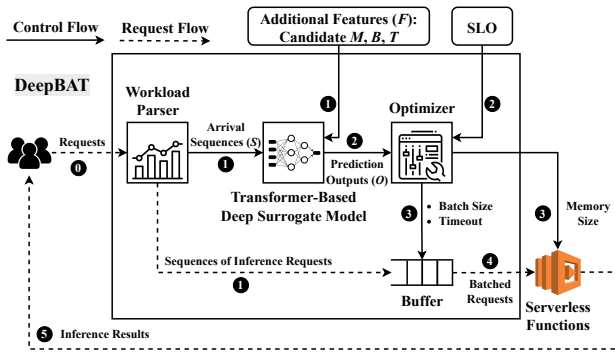 Control Flow
Request Flow
Additional Features (F):
Candidate M, B, T
SLO
DeepBAT
Workload
Parser
Optimizer
1
2
Requests
0
Arrival
Sequences (S)
1
2
Prediction
Outputs (O)
Transformer-Based
Deep Surrogate Model
3
• Batch Size
• Timeout
3
Memory
Size
Sequences of Inference Requests
1
4
Batched
Requests
Buffer
Serverless
Functions
5
Inference Results